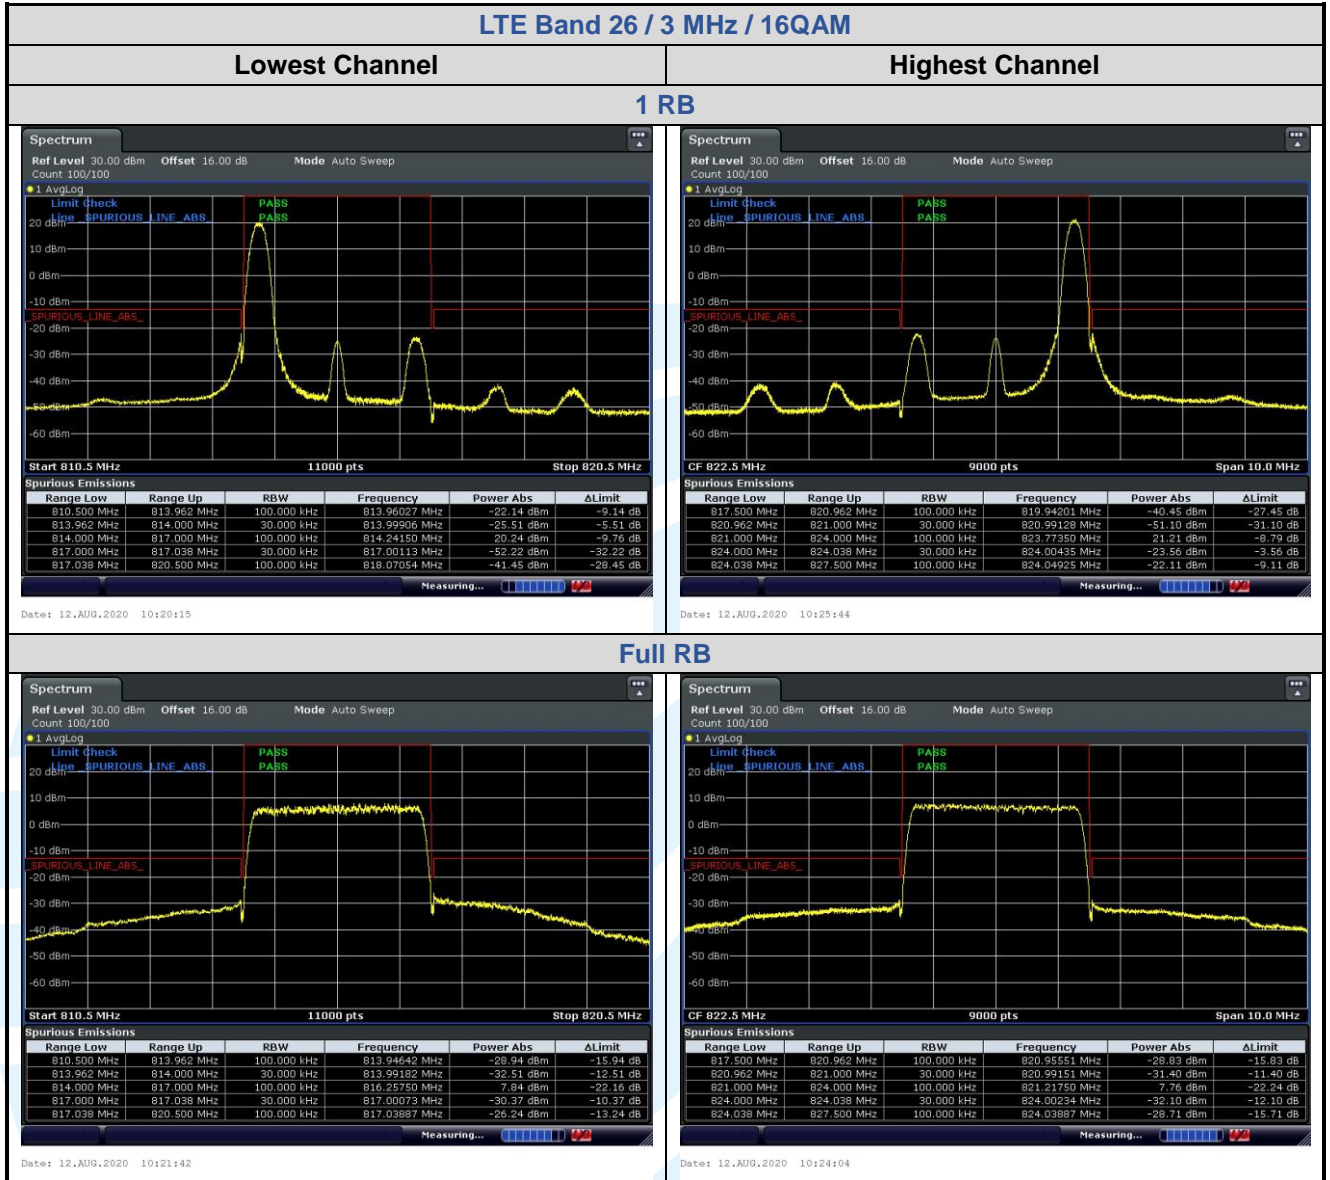 LTE Band 26 / 3 MHz / 16QAM
Lowest Channel Highest Channel
1 RB
Spectrum
Ref Level 30.00 dBm Offset 16.00 dB Mode Auto Sweep
Count 100/100
1 AvgLog
Limit Check PASS
Line _SPURIOUS_LINE_ABS_ PASS
20 dBm
10 dBm
0 dBm
-10 dBm
_SPURIOUS_LINE_ABS_
-20 dBm
-30 dBm
-40 dBm
-50 dBm
-60 dBm
Start 810.5 MHz 11000 pts Stop 820.5 MHz
Spurious Emissions
Range Low Range Up RBW Frequency Power Abs ΔLimit
810.500 MHz 813.962 MHz 100.000 kHz 813.96027 MHz -22.14 dBm -9.14 dB
813.962 MHz 814.000 MHz 30.000 kHz 813.99906 MHz -25.51 dBm -5.51 dB
814.000 MHz 817.000 MHz 100.000 kHz 814.24150 MHz 20.24 dBm -9.76 dB
817.000 MHz 817.038 MHz 30.000 kHz 817.00113 MHz -52.22 dBm -32.22 dB
817.038 MHz 820.500 MHz 100.000 kHz 818.07054 MHz -41.45 dBm -28.45 dB
Measuring...
Date: 12.AUG.2020 10:20:15
Spectrum
Ref Level 30.00 dBm Offset 16.00 dB Mode Auto Sweep
Count 100/100
1 AvgLog
Limit Check PASS
Line _SPURIOUS_LINE_ABS_ PASS
20 dBm
10 dBm
0 dBm
-10 dBm
_SPURIOUS_LINE_ABS_
-20 dBm
-30 dBm
-40 dBm
-50 dBm
-60 dBm
CF 822.5 MHz 9000 pts Span 10.0 MHz
Spurious Emissions
Range Low Range Up RBW Frequency Power Abs ΔLimit
817.500 MHz 820.962 MHz 100.000 kHz 819.94201 MHz -40.45 dBm -27.45 dB
820.962 MHz 821.000 MHz 30.000 kHz 820.99128 MHz -51.10 dBm -31.10 dB
821.000 MHz 824.000 MHz 100.000 kHz 823.77350 MHz 21.21 dBm -8.79 dB
824.000 MHz 824.038 MHz 30.000 kHz 824.00435 MHz -23.56 dBm -3.56 dB
824.038 MHz 827.500 MHz 100.000 kHz 824.04925 MHz -22.11 dBm -9.11 dB
Measuring...
Date: 12.AUG.2020 10:25:44
Full RB
Spectrum
Ref Level 30.00 dBm Offset 16.00 dB Mode Auto Sweep
Count 100/100
1 AvgLog
Limit Check PASS
Line _SPURIOUS_LINE_ABS_ PASS
20 dBm
10 dBm
0 dBm
-10 dBm
_SPURIOUS_LINE_ABS_
-20 dBm
-30 dBm
-40 dBm
-50 dBm
-60 dBm
Start 810.5 MHz 11000 pts Stop 820.5 MHz
Spurious Emissions
Range Low Range Up RBW Frequency Power Abs ΔLimit
810.500 MHz 813.962 MHz 100.000 kHz 813.94642 MHz -28.94 dBm -15.94 dB
813.962 MHz 814.000 MHz 30.000 kHz 813.99182 MHz -32.51 dBm -12.51 dB
814.000 MHz 817.000 MHz 100.000 kHz 816.25750 MHz 7.84 dBm -22.16 dB
817.000 MHz 817.038 MHz 30.000 kHz 817.00073 MHz -30.37 dBm -10.37 dB
817.038 MHz 820.500 MHz 100.000 kHz 817.03887 MHz -26.24 dBm -13.24 dB
Measuring...
Date: 12.AUG.2020 10:21:42
Spectrum
Ref Level 30.00 dBm Offset 16.00 dB Mode Auto Sweep
Count 100/100
1 AvgLog
Limit Check PASS
Line _SPURIOUS_LINE_ABS_ PASS
20 dBm
10 dBm
0 dBm
-10 dBm
_SPURIOUS_LINE_ABS_
-20 dBm
-30 dBm
-40 dBm
-50 dBm
-60 dBm
CF 822.5 MHz 9000 pts Span 10.0 MHz
Spurious Emissions
Range Low Range Up RBW Frequency Power Abs ΔLimit
817.500 MHz 820.962 MHz 100.000 kHz 820.95551 MHz -28.83 dBm -15.83 dB
820.962 MHz 821.000 MHz 30.000 kHz 820.99151 MHz -31.40 dBm -11.40 dB
821.000 MHz 824.000 MHz 100.000 kHz 821.21750 MHz 7.76 dBm -22.24 dB
824.000 MHz 824.038 MHz 30.000 kHz 824.00234 MHz -32.10 dBm -12.10 dB
824.038 MHz 827.500 MHz 100.000 kHz 824.03887 MHz -28.71 dBm -15.71 dB
Measuring...
Date: 12.AUG.2020 10:24:04